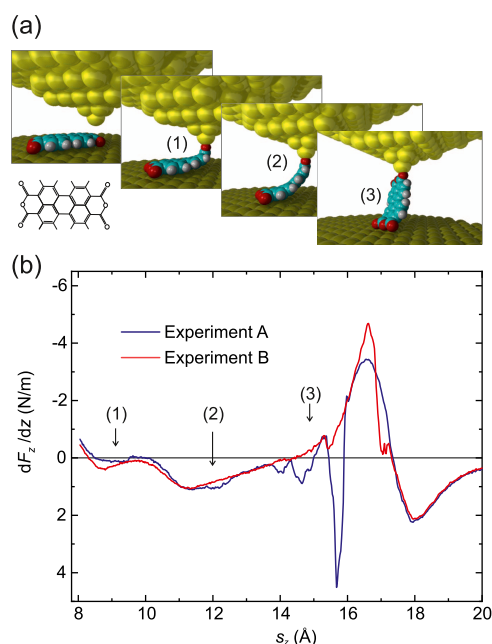 (a)
(1)
(2)
(3)
O
O
O
O
O
O
(b)
-6
-4
-2
0
2
4
dF_z/dz (N/m)
Experiment A
Experiment B
(1)
(2)
(3)
8
10
12
14
16
18
20
s_z (Å)